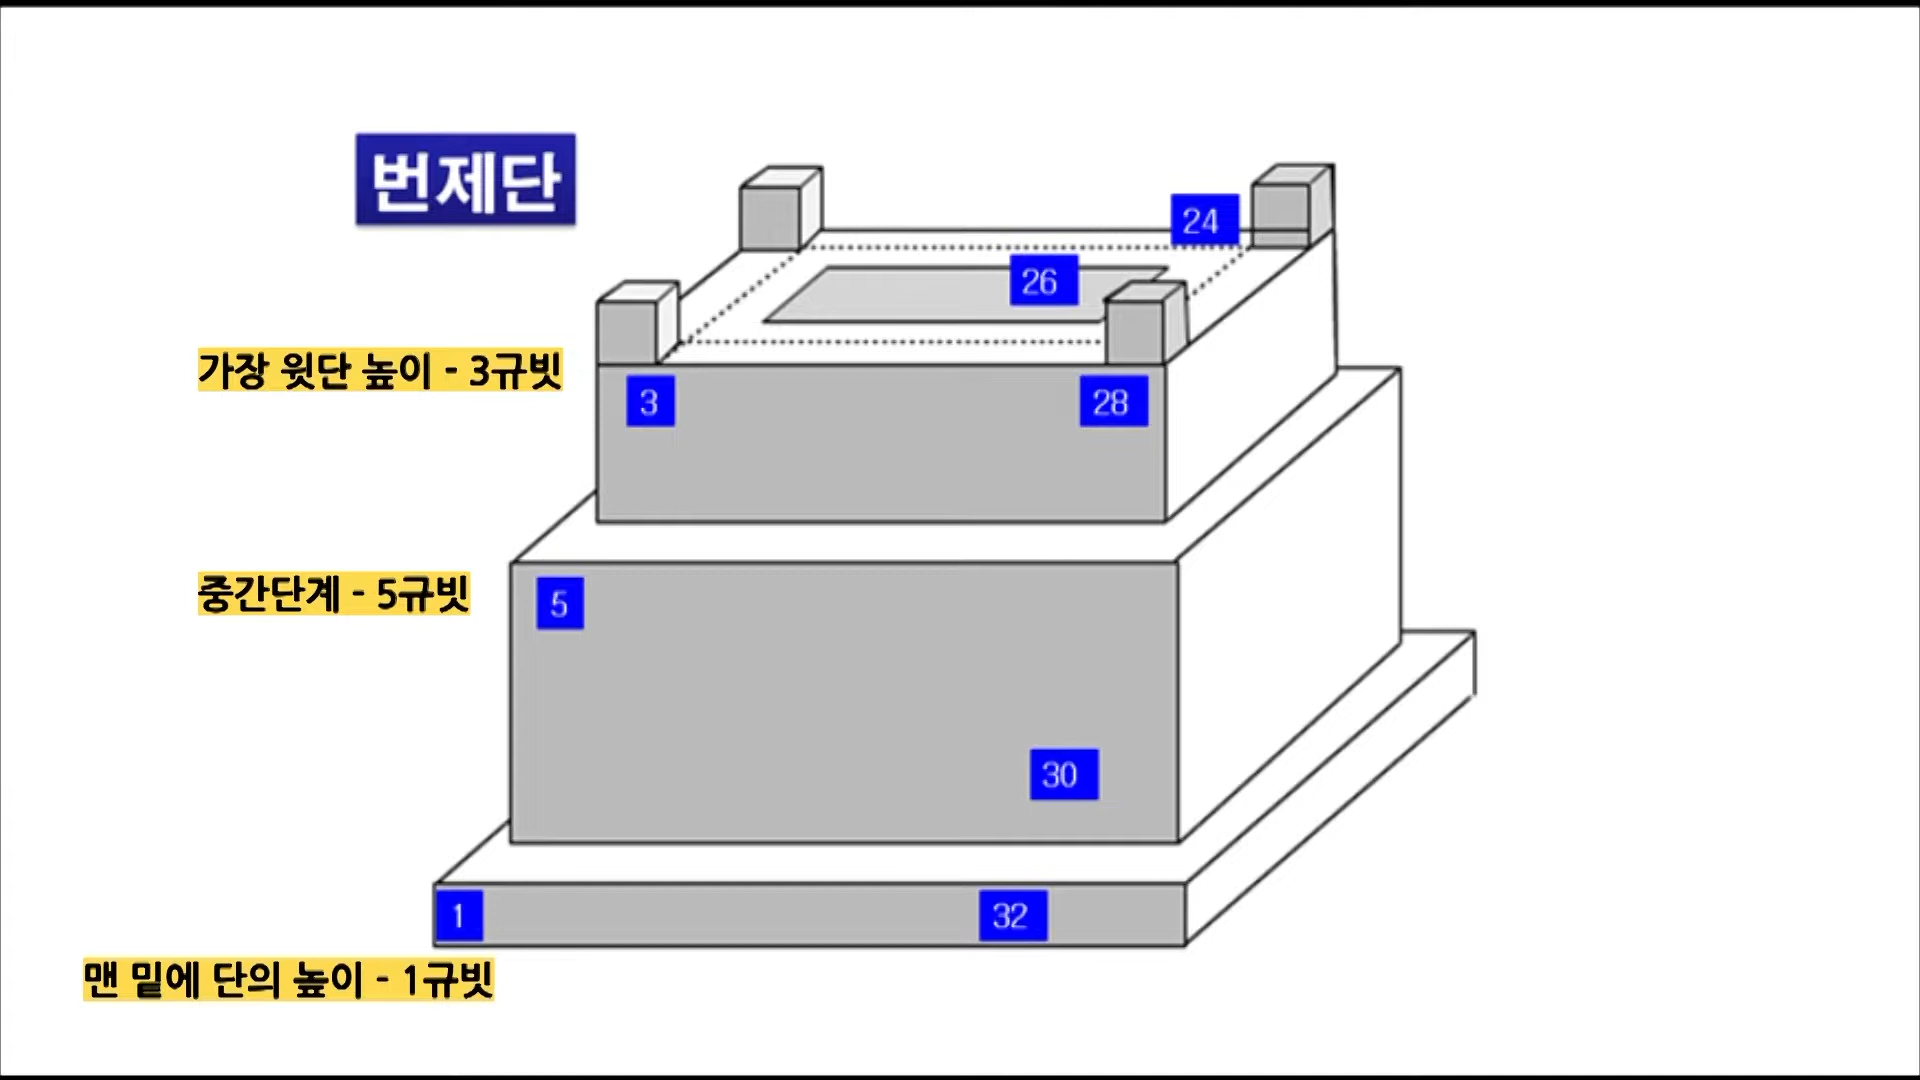 번제단
24
26
가장 윗단 높이 - 3규빗
3
28
중간단계 - 5규빗
5
30
1
32
맨 밑에 단의 높이 - 1규빗